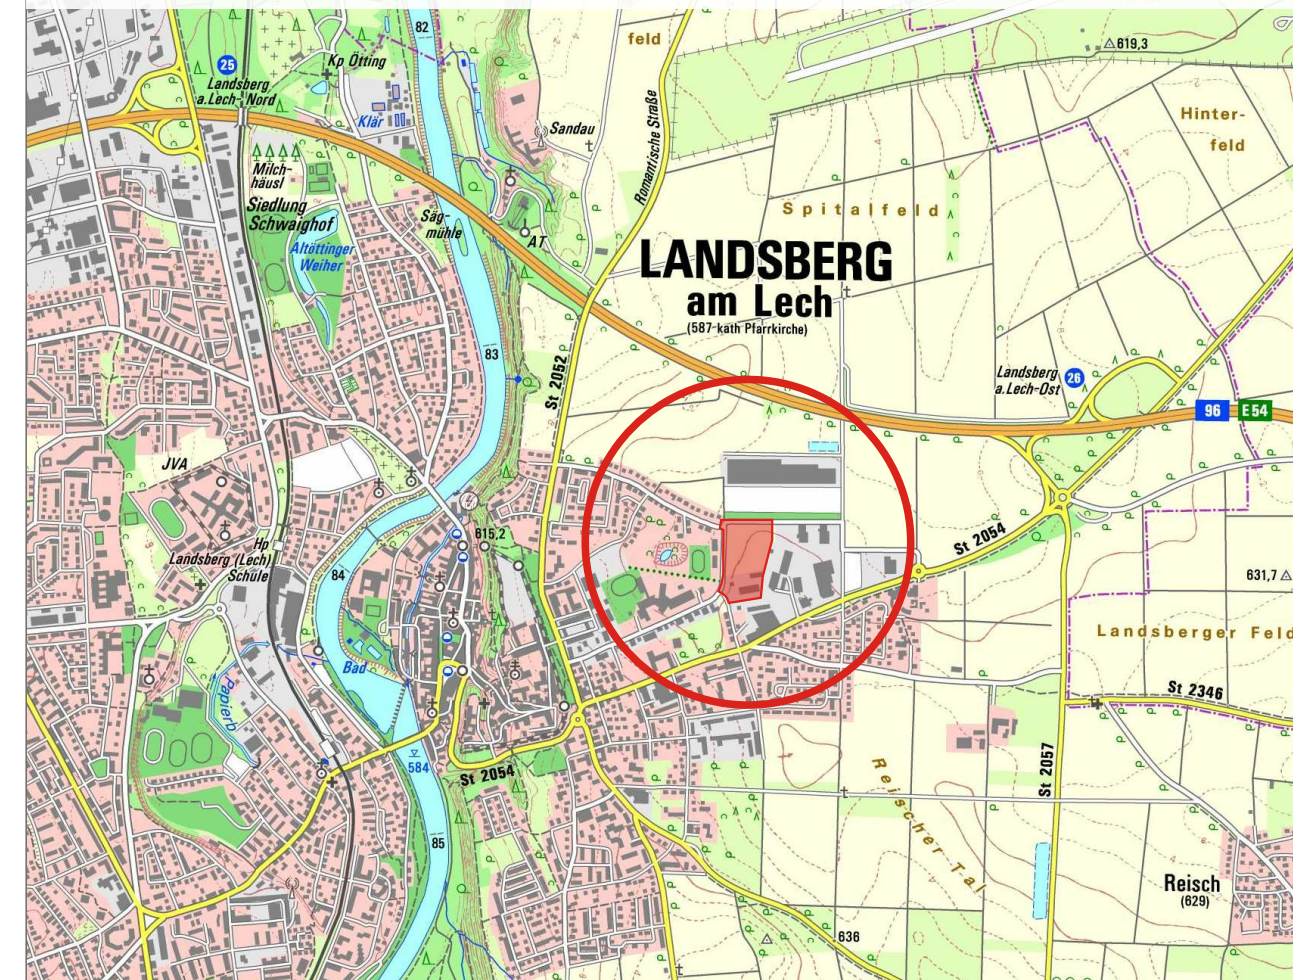 82
feld
619,3
25
Landsberg
a.Lech-Nord
Kp Ötting
Klär
Sandau
Romantische Straße
Hinter-
feld
Milch-
häusl
Siedlung
Schwaighof
Altöttinger
Weiher
Säg-
mühle
AT
Spitalfeld
LANDSBERG
am Lech
(587-kath Pfarrkirche)
83
St 2052
Landsberg
a.Lech-Ost
26
96
E 54
JVA
615,2
Hp
Landsberg (Lech)
Schule
84
St 2054
631,7
Landsberger Feld
Bad
Papierb
St 2346
584
St 2054
St 2057
Reischer Tal
85
Reisch
(629)
636